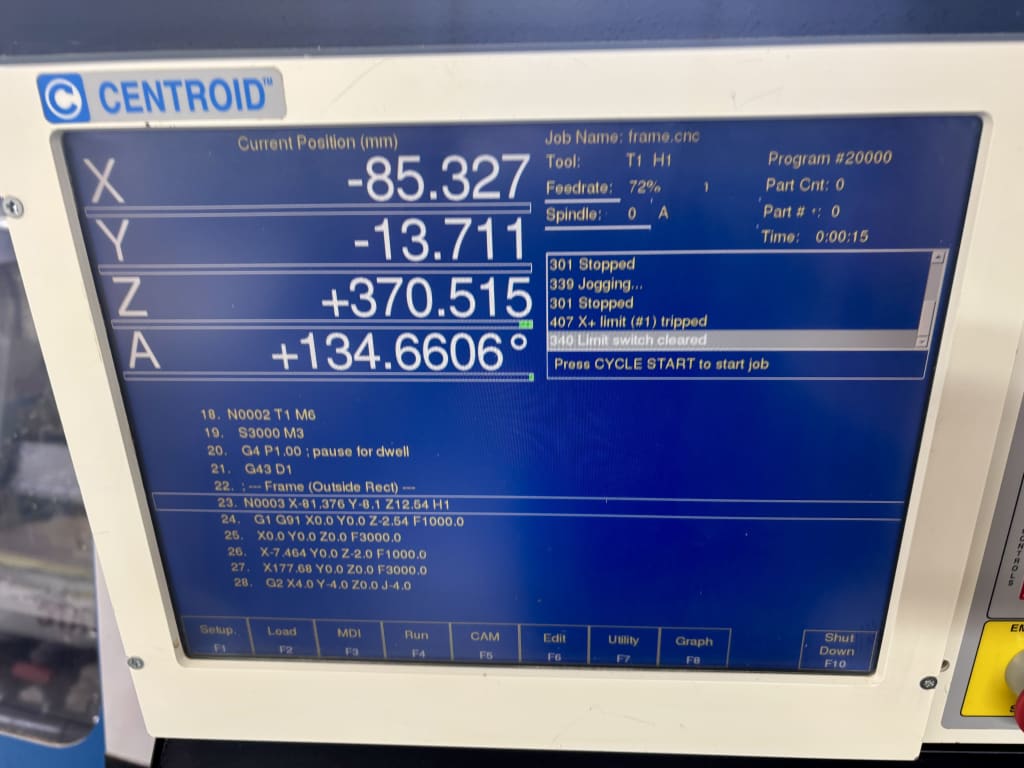 C CENTROID™
Current Position (mm)
X -85.327
Y -13.711
Z +370.515
A +134.6606°
Job Name: frame.cnc
Tool: T1 H1
Feedrate: 72% 1
Spindle: 0 A
Program #20000
Part Cnt: 0
Part # : 0
Time: 0:00:15
301 Stopped
339 Jogging...
301 Stopped
407 X+ limit (#1) tripped
340 Limit switch cleared
Press CYCLE START to start job
18. N0002 T1 M6
19. S3000 M3
20. G4 P1.00 ; pause for dwell
21. G43 D1
22. ; --- Frame (Outside Rect) ---
23. N0003 X-81.376 Y-8.1 Z12.54 H1
24. G1 G91 X0.0 Y0.0 Z-2.54 F1000.0
25. X0.0 Y0.0 Z0.0 F3000.0
26. X-7.464 Y0.0 Z-2.0 F1000.0
27. X177.68 Y0.0 Z0.0 F3000.0
28. G2 X4.0 Y-4.0 Z0.0 J-4.0
Setup. F1
Load F2
MDI F3
Run F4
CAM F5
Edit F6
Utility F7
Graph F8
Shut Down F10
EM